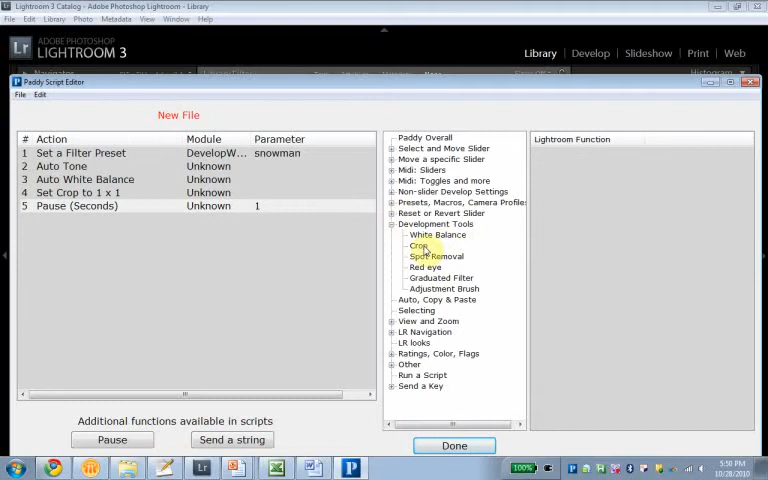 Lightroom 3 Catalog - Adobe Photoshop Lightroom - Library
File Edit Library Photo Metadata View Window Help
Lr ADOBE PHOTOSHOP
LIGHTROOM 3
Library | Develop | Slideshow | Print | Web
Navigator
Histogram
P Paddy Script Editor
File Edit
New File
# Action Module Parameter
1 Set a Filter Preset DevelopW... snowman
2 Auto Tone Unknown
3 Auto White Balance Unknown
4 Set Crop to 1 x 1 Unknown
5 Pause (Seconds) Unknown 1
Additional functions available in scripts
Pause Send a string
Paddy Overall
Select and Move Slider
Move a specific Slider
Midi: Sliders
Midi: Toggles and more
Non-slider Develop Settings
Presets, Macros, Camera Profiles
Reset or Revert Slider
Development Tools
White Balance
Crop
Spot Removal
Red eye
Graduated Filter
Adjustment Brush
Auto, Copy & Paste
Selecting
View and Zoom
LR Navigation
LR looks
Ratings, Color, Flags
Other
Run a Script
Send a Key
Done
Lightroom Function
Lr W P 100% P 5:50 PM
10/28/2010